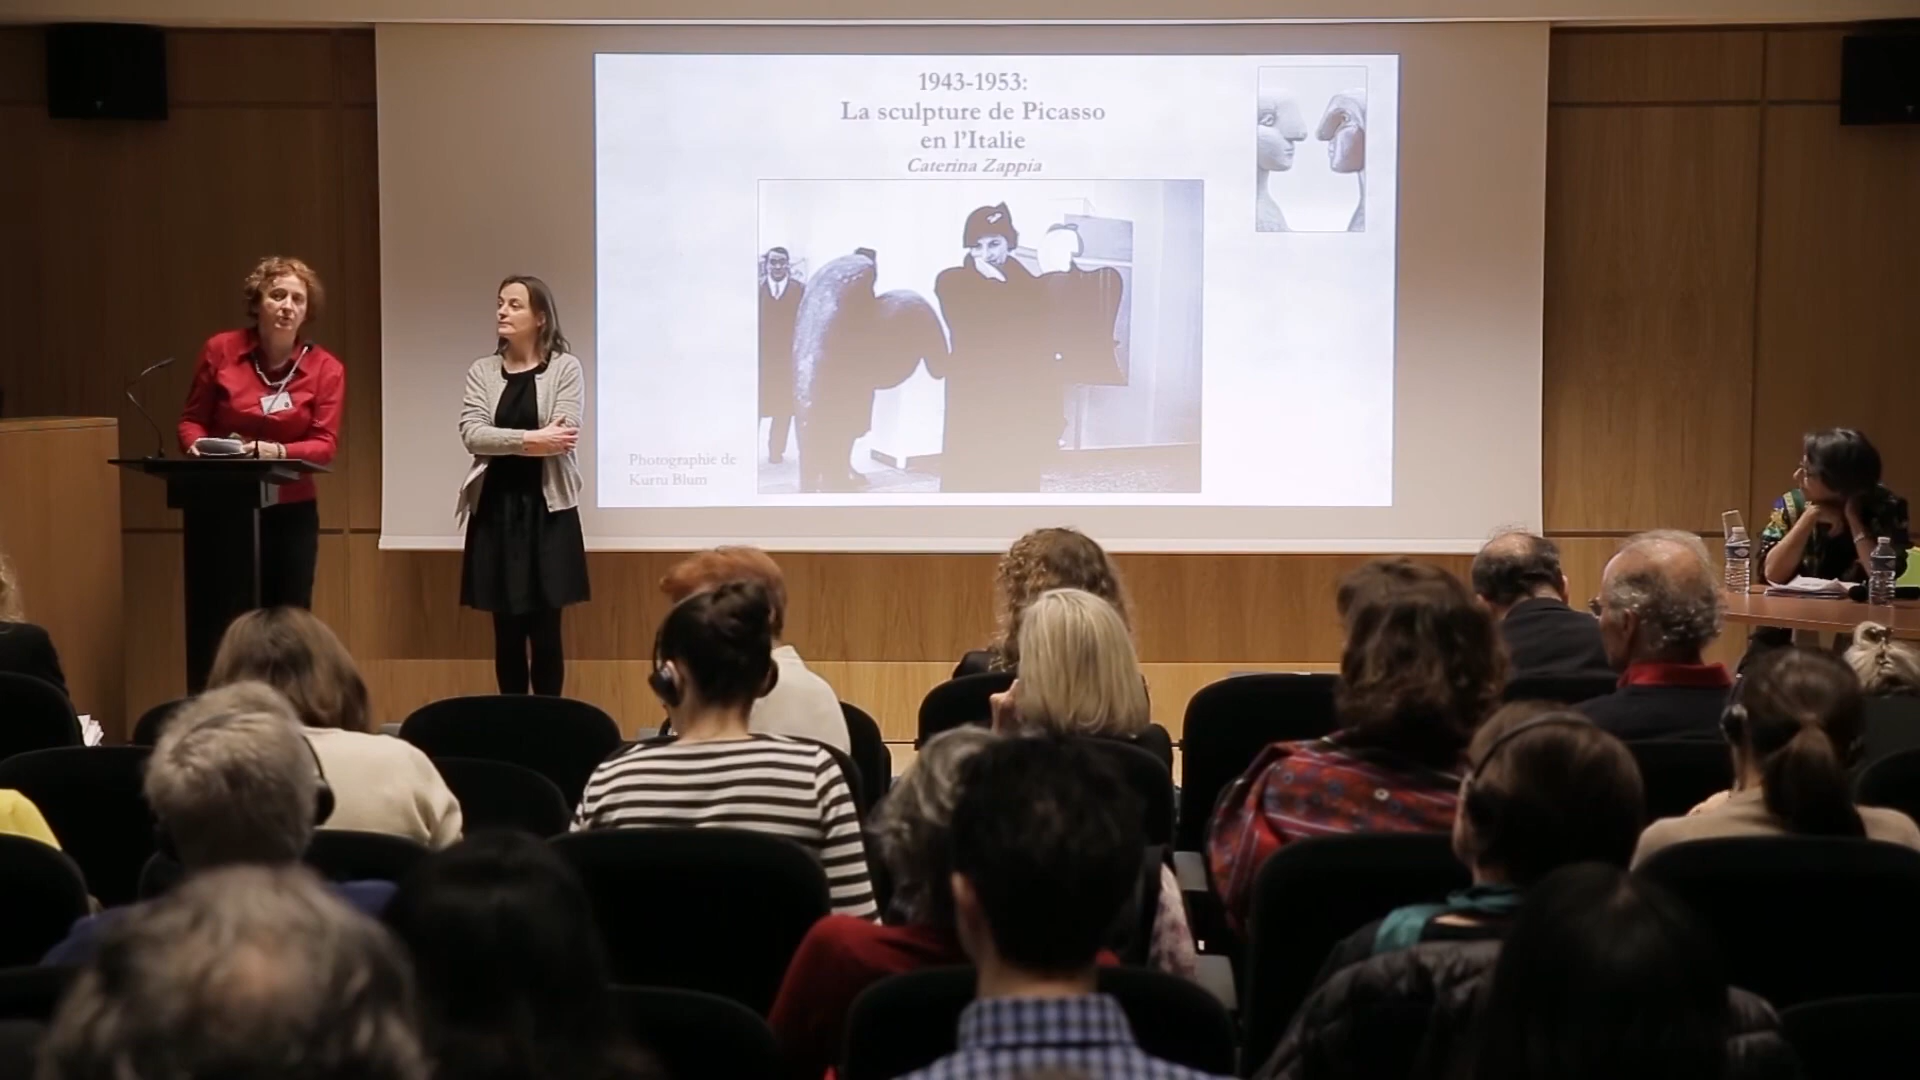 1943-1953:
La sculpture de Picasso
en l'Italie
Caterina Zappia
Photographie de
Kurtu Blum